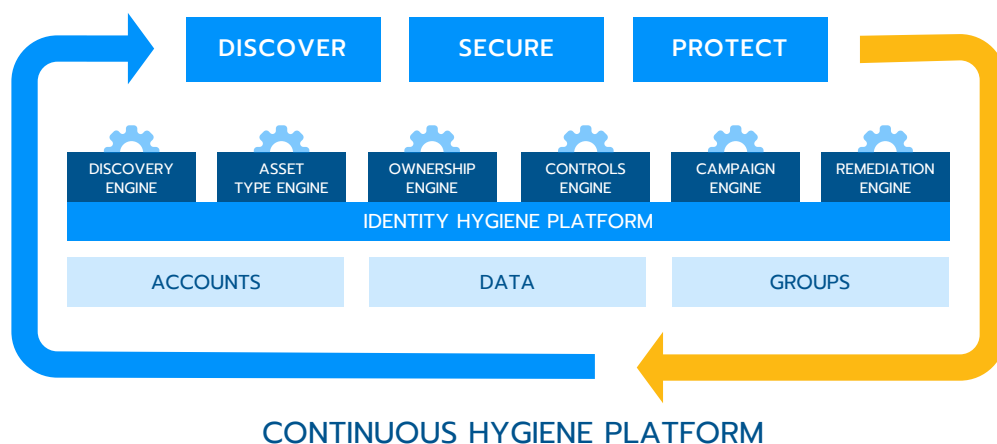 DISCOVER
SECURE
PROTECT
DISCOVERY
ENGINE
ASSET
TYPE ENGINE
OWNERSHIP
ENGINE
CONTROLS
ENGINE
CAMPAIGN
ENGINE
REMEDIATION
ENGINE
IDENTITY HYGIENE PLATFORM
ACCOUNTS
DATA
GROUPS
CONTINUOUS HYGIENE PLATFORM